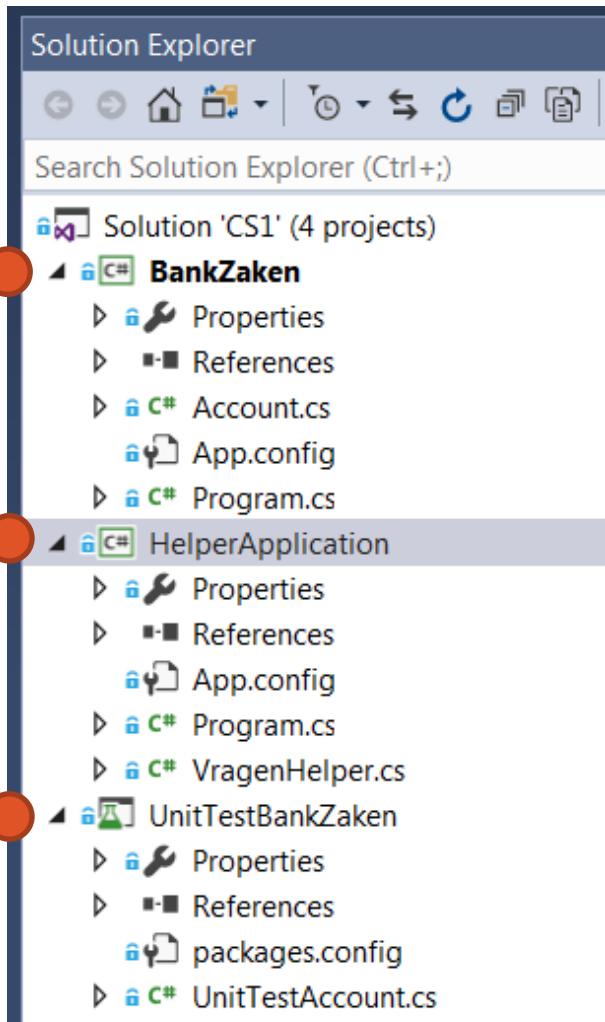 Solution Explorer
Search Solution Explorer (Ctrl+;)
Solution 'CS1' (4 projects)
C# BankZaken
Properties
References
C# Account.cs
App.config
C# Program.cs
C# HelperApplication
Properties
References
App.config
C# Program.cs
C# VragenHelper.cs
UnitTestBankZaken
Properties
References
packages.config
C# UnitTestAccount.cs